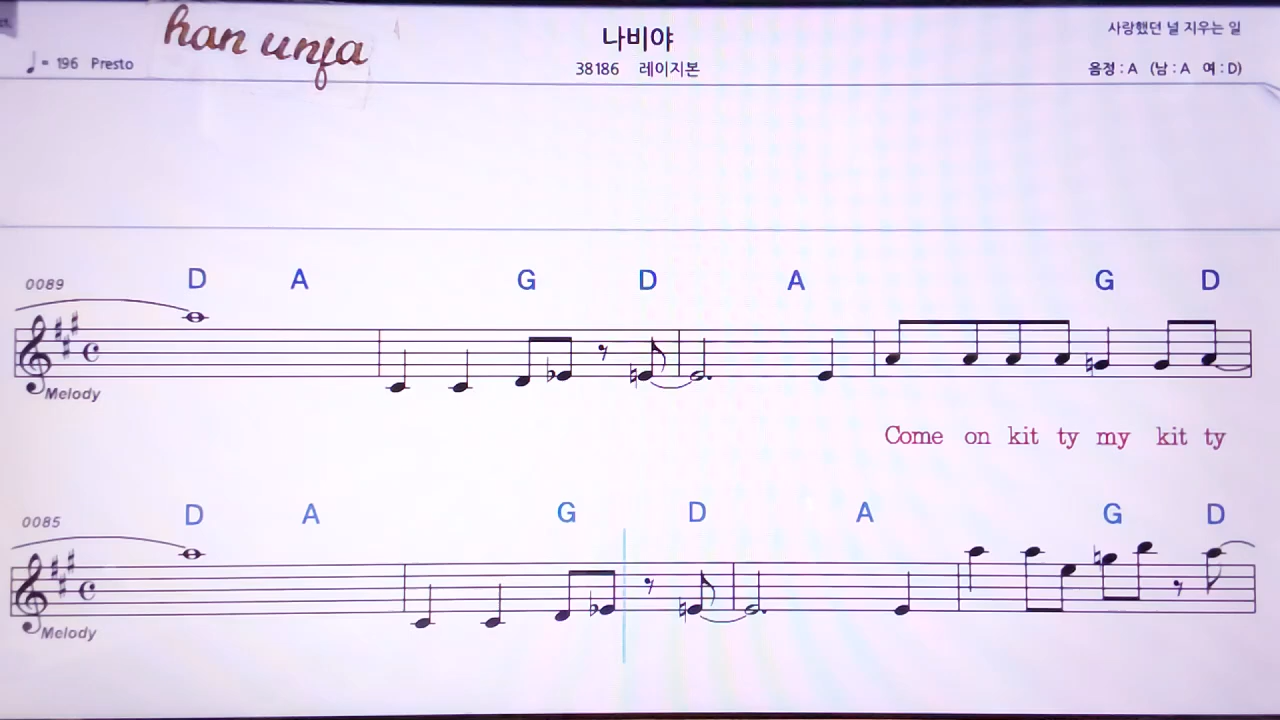 han unja
나비야
사랑했던 널 지우는 일
♩ = 196 Presto
38186 레이지본
음정 : A (남 : A 여 : D)
0089
D A G D A G D
Melody
Come on kit ty my kit ty
0085
D A G D A G D
Melody